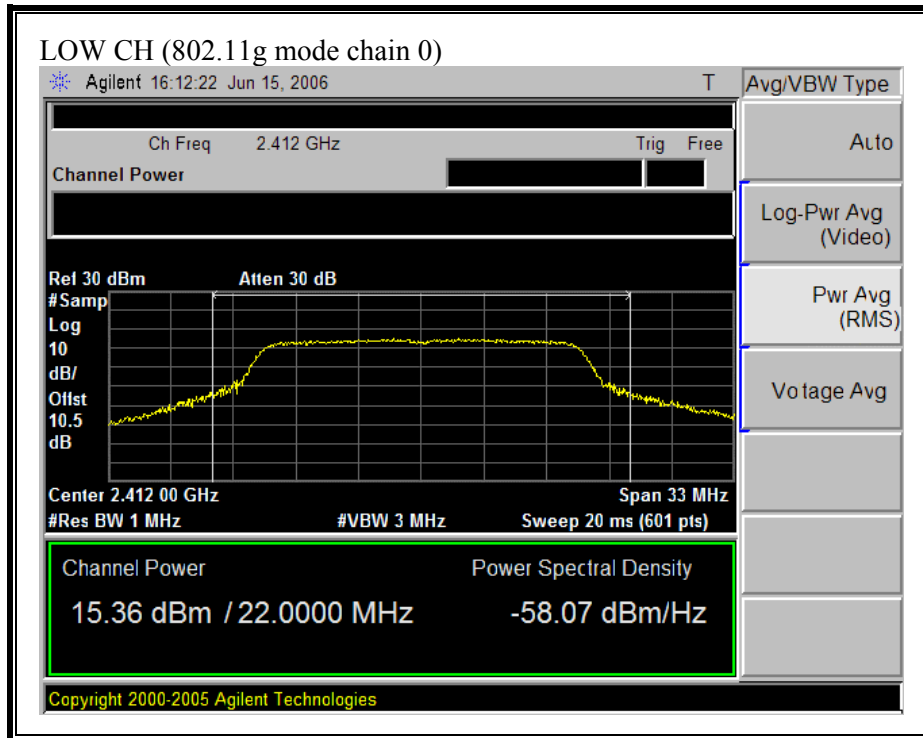 LOW CH (802.11g mode chain 0)
Agilent 16:12:22 Jun 15, 2006 T
Avg/VBW Type
Ch Freq 2.412 GHz Trig Free
Auto
Channel Power
Log-Pwr Avg
(Video)
Ref 30 dBm Atten 30 dB
#Samp
Log
10
dB/
Offst
10.5
dB
Pwr Avg
(RMS)
Voltage Avg
Center 2.412 00 GHz Span 33 MHz
#Res BW 1 MHz #VBW 3 MHz Sweep 20 ms (601 pts)
Channel Power Power Spectral Density
15.36 dBm / 22.0000 MHz -58.07 dBm/Hz
Copyright 2000-2005 Agilent Technologies